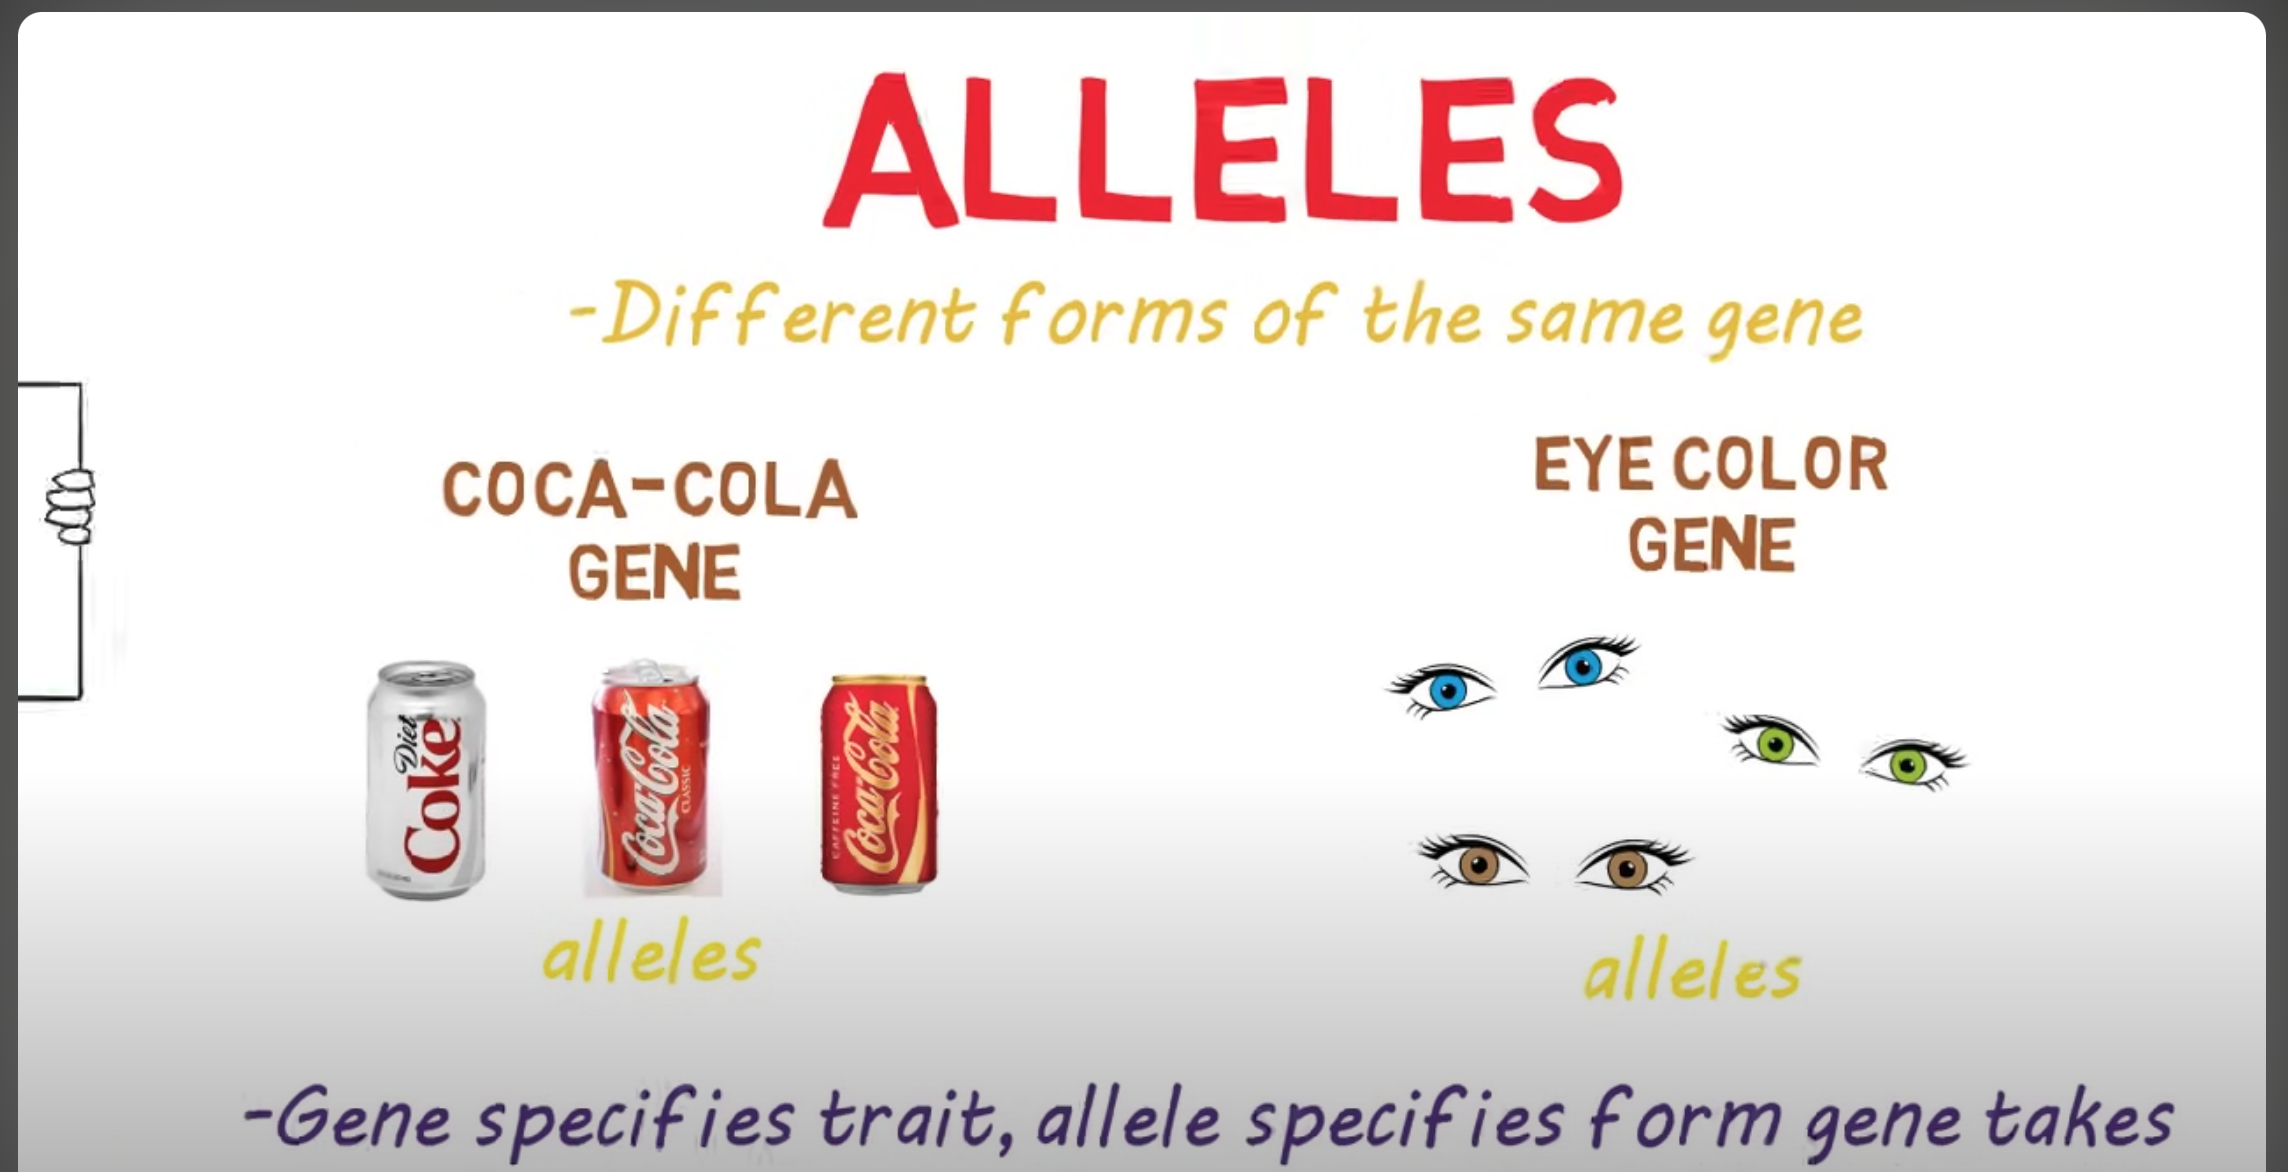 ALLELES
-Different forms of the same gene
COCA-COLA
GENE
EYE COLOR
GENE
Diet
Coke
Coca-Cola
CLASSIC
CAFFEINE FREE
Coca-Cola
alleles
alleles
-Gene specifies trait, allele specifies form gene takes